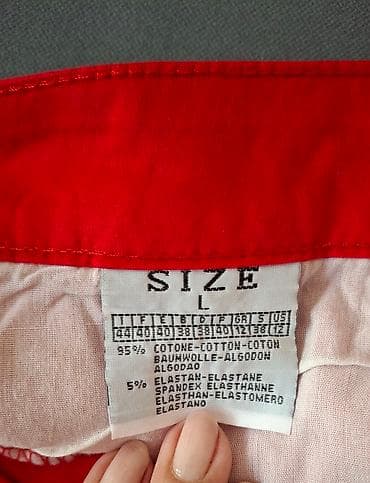 SIZE
L
I F E B D P GR S US
44 40 40 38 38 40 12 38 12
95% COTONE-COTTON-COTON
BAUMWOLLE-ALGODON
ALGODAO
5% ELASTAN-ELASTANE
SPANDEX ELASTHANNE
ELASTHAN-ELASTOMERO
ELASTANO